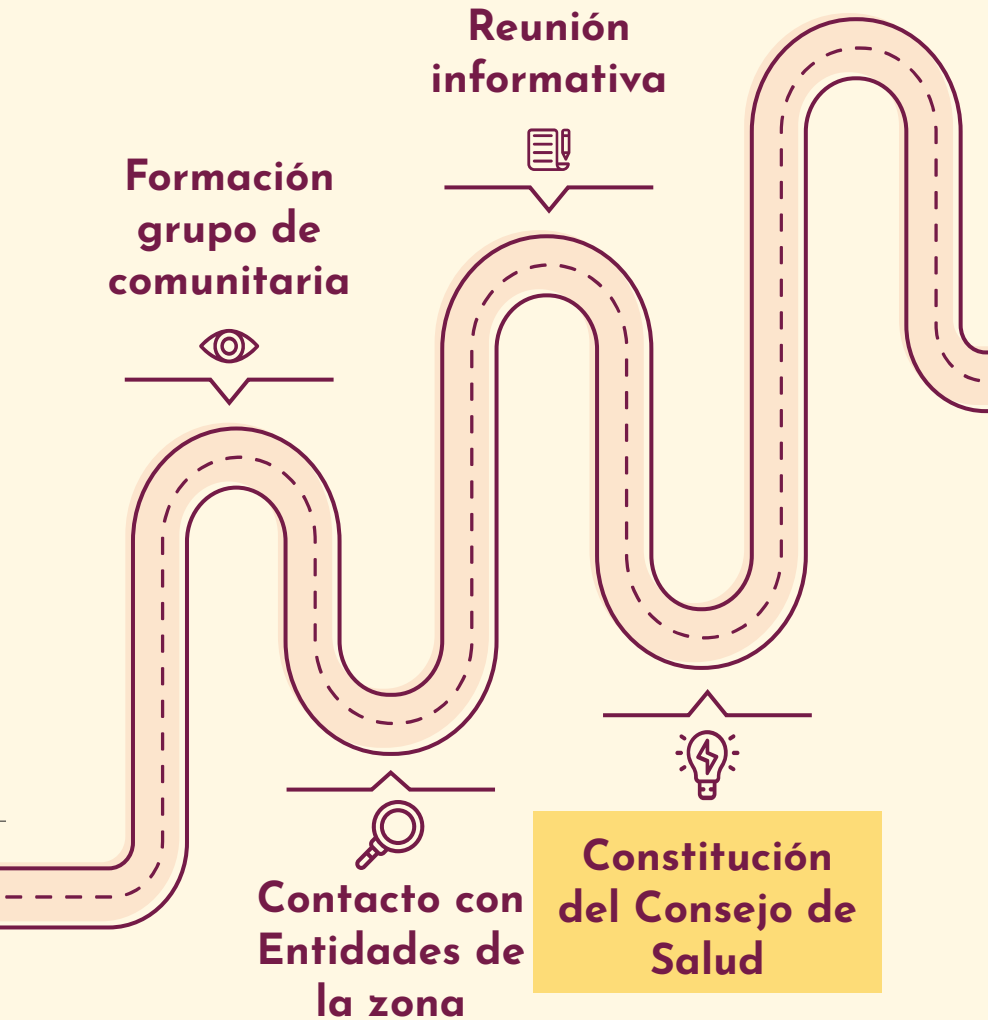 Formación
grupo de
comunitaria
Contacto con
Entidades de
la zona
Reunión
informativa
Constitución
del Consejo de
Salud